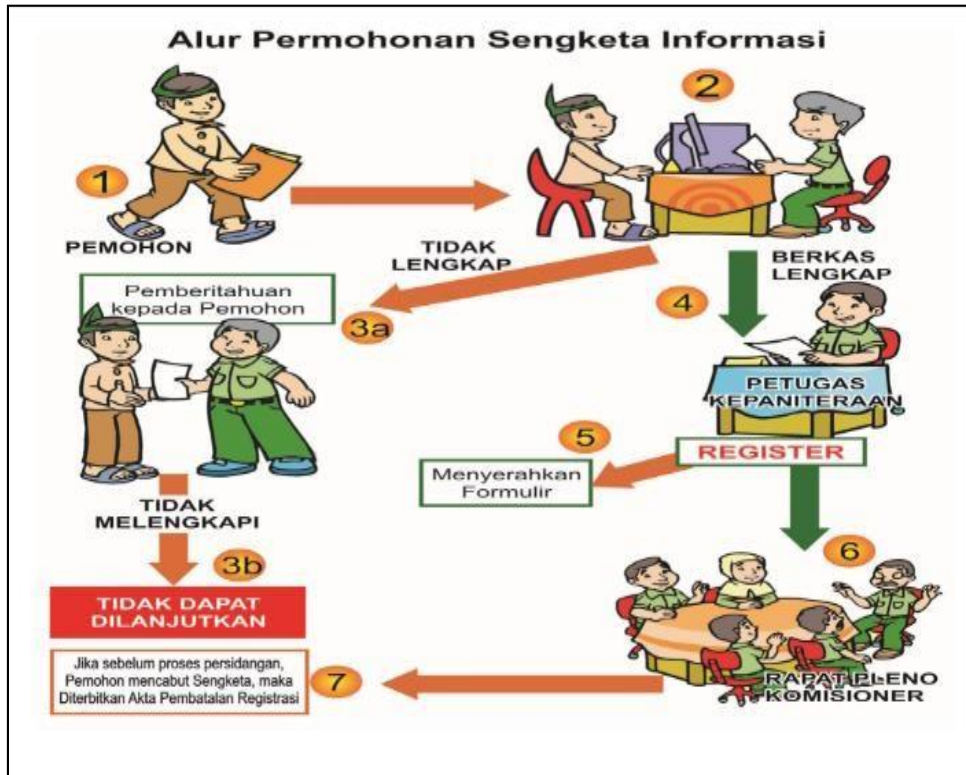 Alur Permohonan Sengketa Informasi
1
PEMOHON
2
TIDAK
LENGKAP
BERKAS
LENGKAP
Pemberitahuan
kepada Pemohon
3a
4
PETUGAS
KEPANITERAAN
REGISTER
5
Menyerahkan
Formulir
TIDAK
MELENGKAPI
3b
6
TIDAK DAPAT
DILANJUTKAN
Jika sebelum proses persidangan,
Pemohon mencabut Sengketa, maka
Diterbitkan Akta Pembatalan Registrasi
7
RAPAT PLENO
KOMISIONER